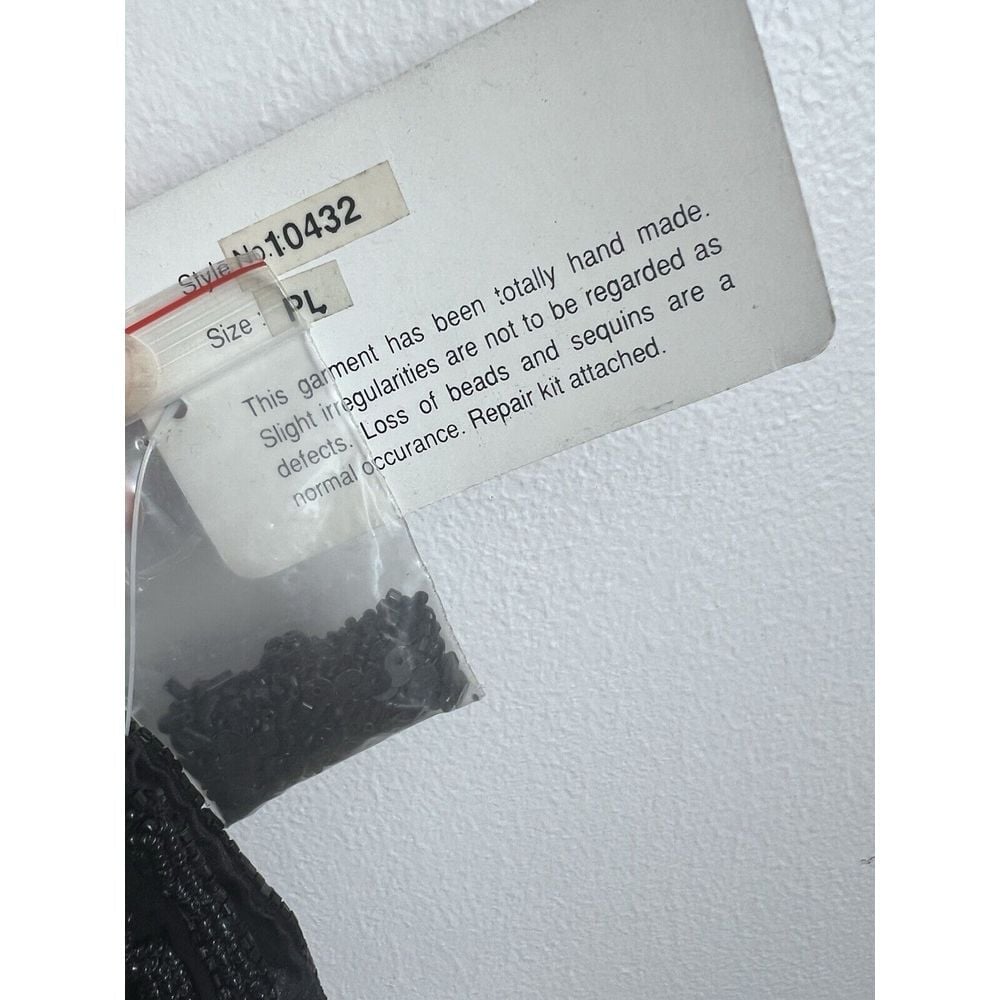 Style No.: 10432
Size : PL
This garment has been totally hand made.
Slight irregularities are not to be regarded as
defects. Loss of beads and sequins are a
normal occurance. Repair kit attached.